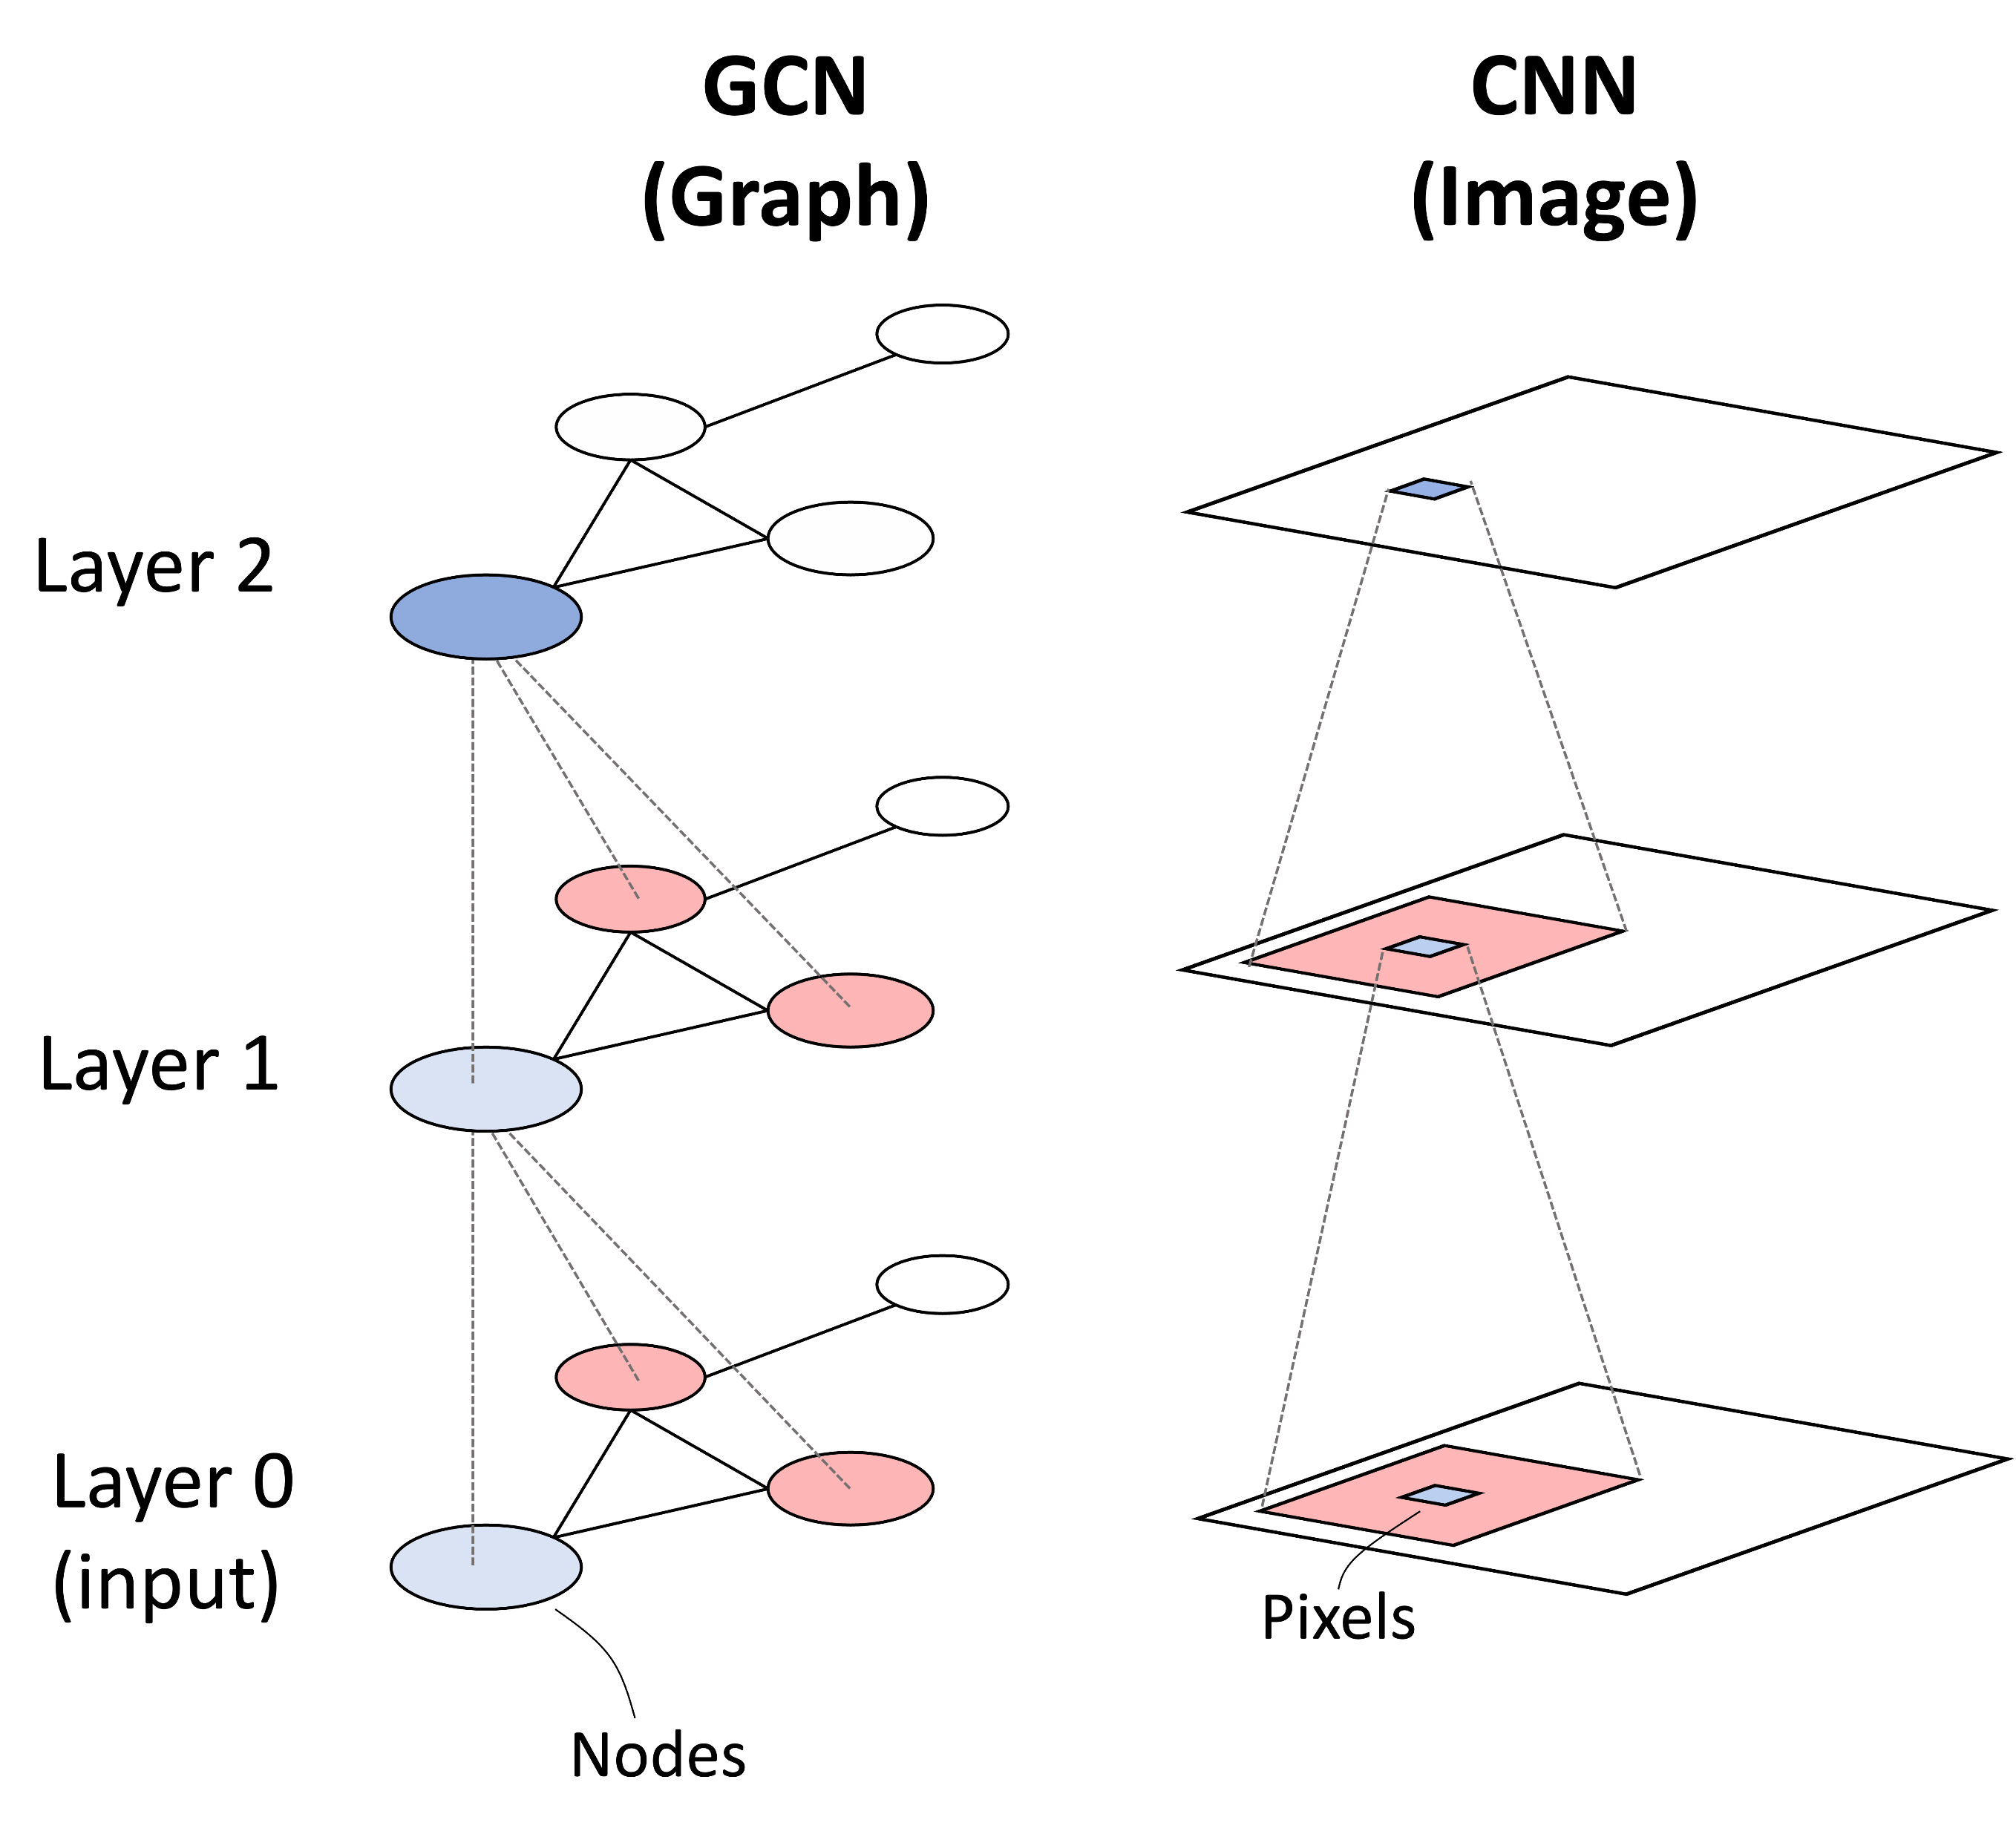 GCN
(Graph)
CNN
(Image)
Layer 2
Layer 1
Layer 0
(input)
Pixels
Nodes